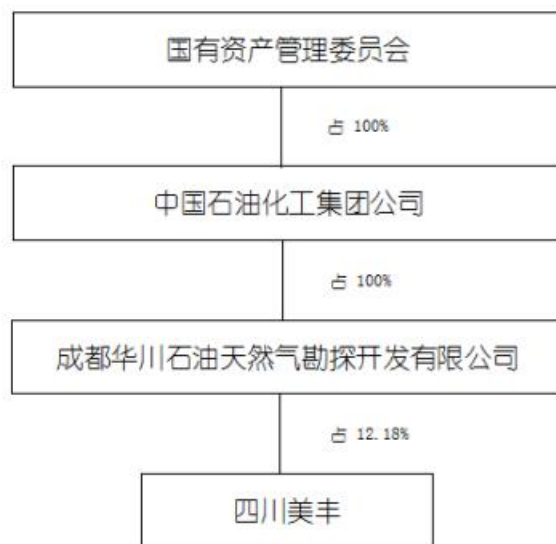 国有资产管理委员会
占 100%
中国石油化工集团公司
占 100%
成都华川石油天然气勘探开发有限公司
占 12.18%
四川美丰